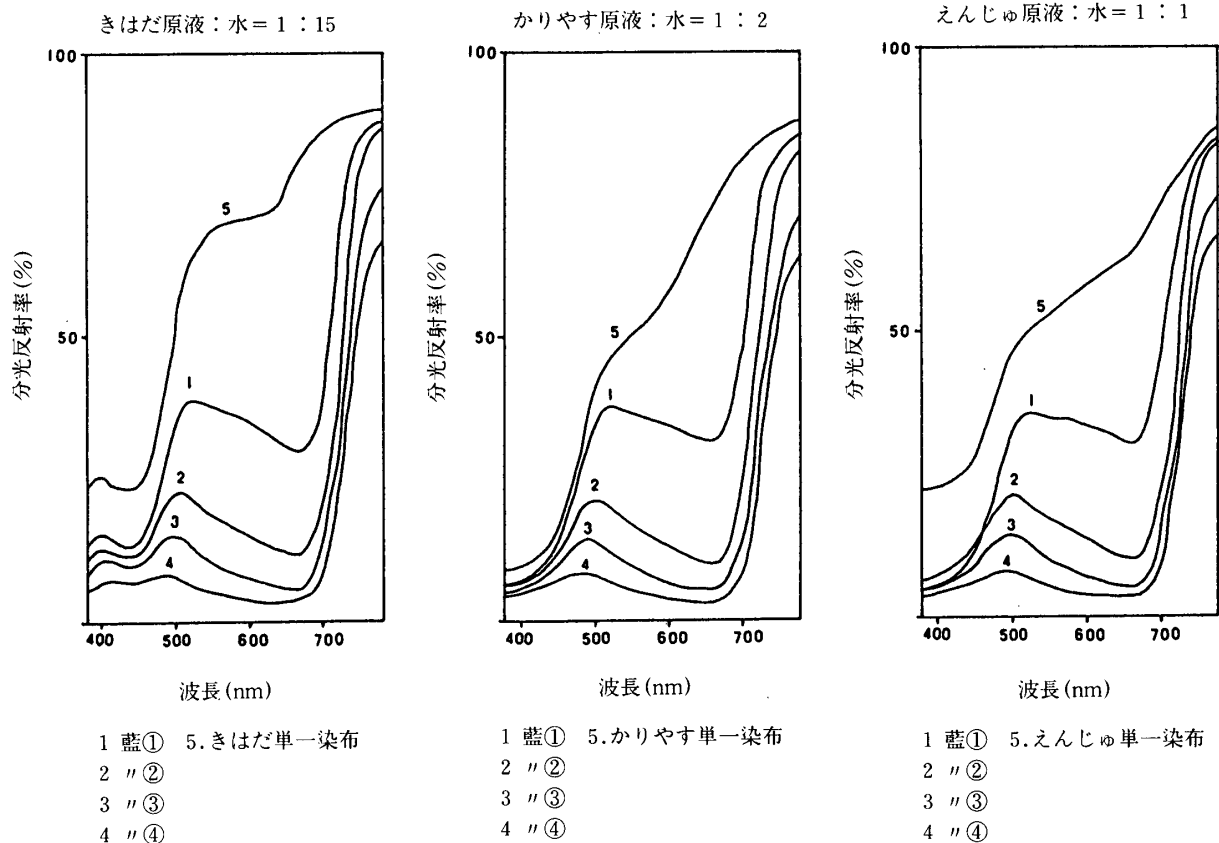 きはだ原液：水＝1：15
100
50
分光反射率(%)
5
1
2
3
4
400 500 600 700
波長(nm)
1 藍① 5.きはだ単一染布
2 〃②
3 〃③
4 〃④
かりやす原液：水＝1：2
100
50
分光反射率(%)
5
1
2
3
4
400 500 600 700
波長(nm)
1 藍① 5.かりやす単一染布
2 〃②
3 〃③
4 〃④
えんじゅ原液：水＝1：1
100
50
分光反射率(%)
5
1
2
3
4
400 500 600 700
波長(nm)
1 藍① 5.えんじゅ単一染布
2 〃②
3 〃③
4 〃④